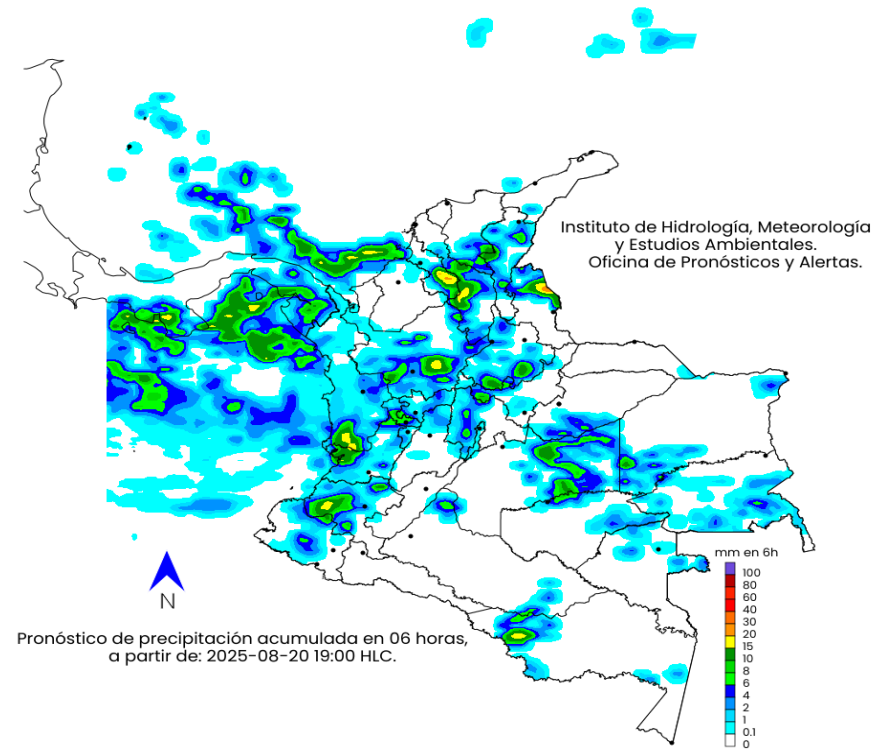 Instituto de Hidrología, Meteorología
y Estudios Ambientales.
Oficina de Pronósticos y Alertas.
mm en 6h
100
80
60
40
30
20
15
10
8
6
4
2
1
0.1
0
N
Pronóstico de precipitación acumulada en 06 horas,
a partir de: 2025-08-20 19:00 HLC.